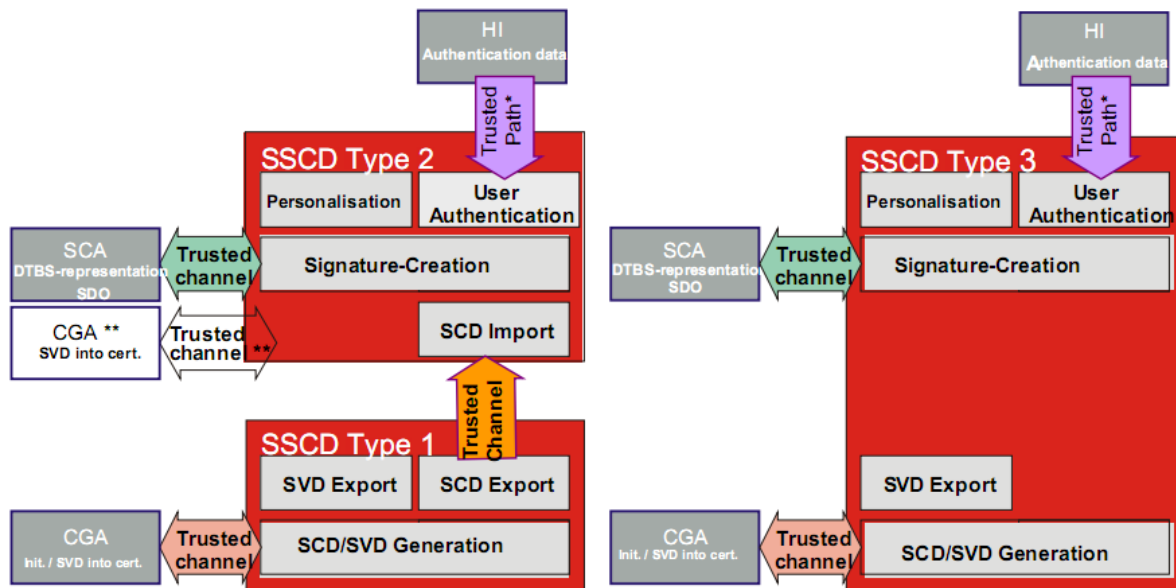 HI
Authentication data
Trusted
Path*
SSCD Type 2
Personalisation
User
Authentication
SCA
DTBS-representation
SDO
Trusted
channel
Signature-Creation
CGA **
SVD into cert.
Trusted
channel **
SCD Import
Trusted
Channel
SSCD Type 1
SVD Export
SCD Export
CGA
Init. / SVD into cert.
Trusted
channel
SCD/SVD Generation
HI
Authentication data
Trusted
Path*
SSCD Type 3
Personalisation
User
Authentication
SCA
DTBS-representation
SDO
Trusted
channel
Signature-Creation
SVD Export
CGA
Init. / SVD into cert.
Trusted
channel
SCD/SVD Generation